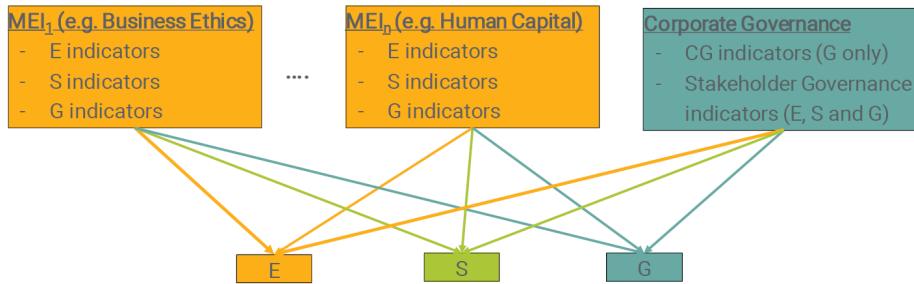 MEI1 (e.g. Business Ethics)
- E indicators
- S indicators
- G indicators
....
MEIn (e.g. Human Capital)
- E indicators
- S indicators
- G indicators
Corporate Governance
- CG indicators (G only)
- Stakeholder Governance
indicators (E, S and G)
E
S
G